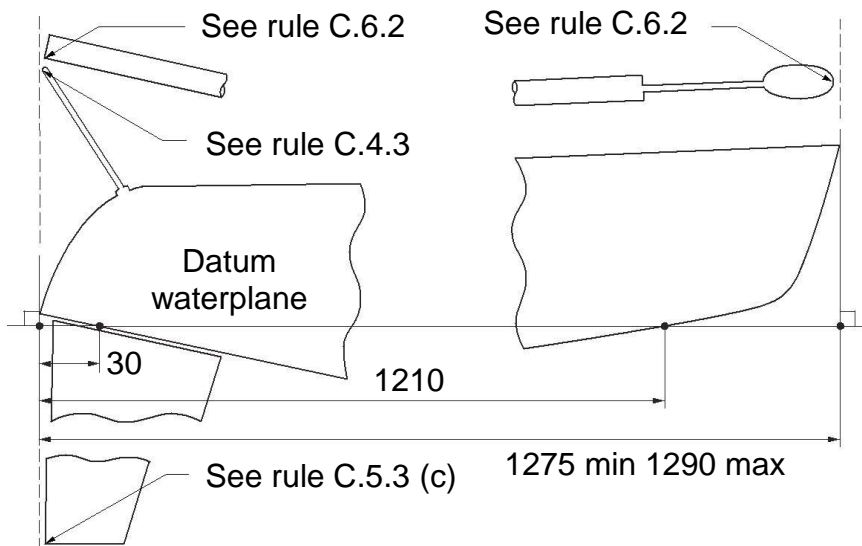 See rule C.6.2
See rule C.6.2
See rule C.4.3
Datum
waterplane
30
1210
1275 min 1290 max
See rule C.5.3 (c)